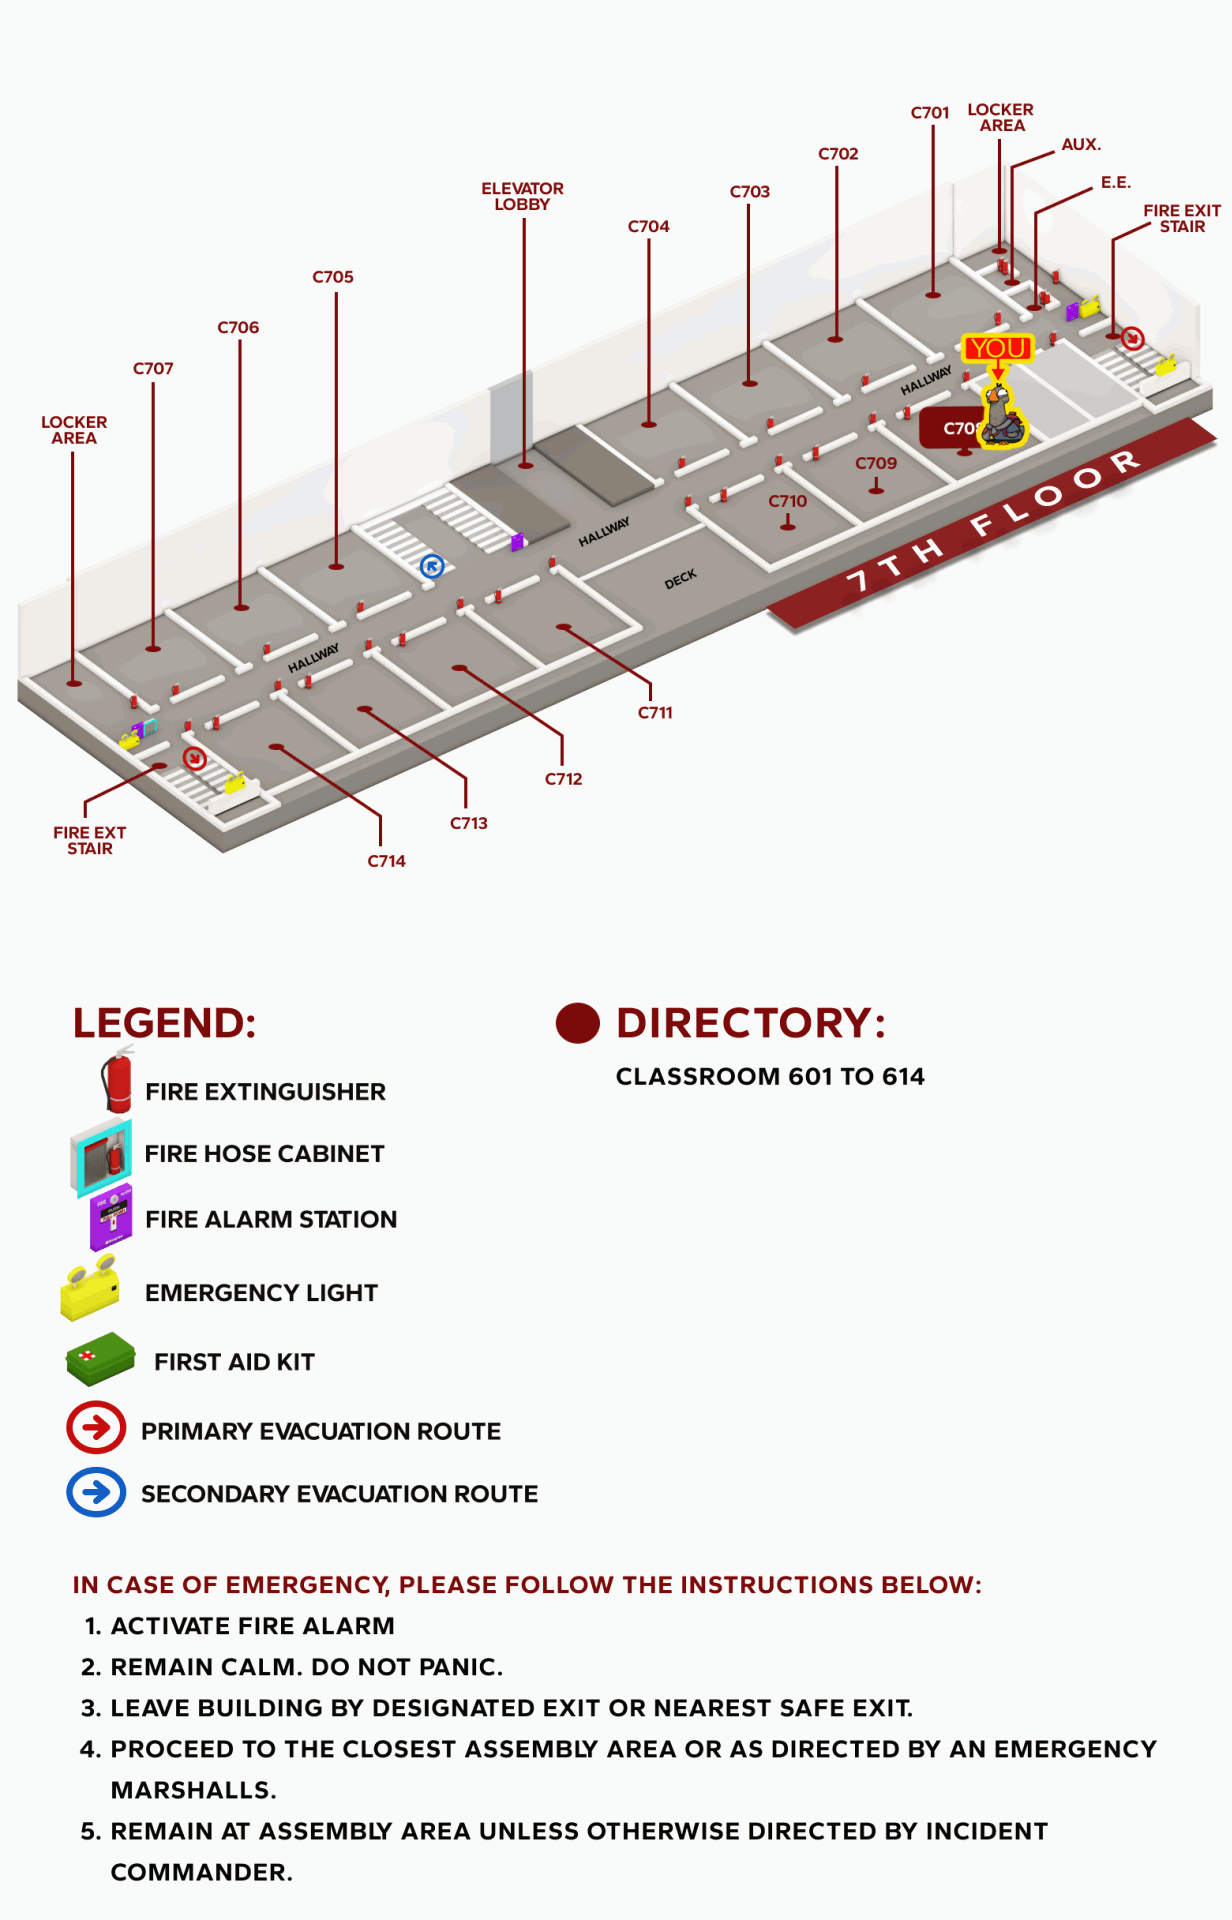 C701
LOCKER
AREA
AUX.
C702
E.E.
C703
ELEVATOR
LOBBY
FIRE EXIT
STAIR
C704
C705
C706
C707
LOCKER
AREA
YOU
HALLWAY
C708
C709
C710
7TH FLOOR
HALLWAY
DECK
HALLWAY
C711
C712
C713
FIRE EXT
STAIR
C714
LEGEND:
FIRE EXTINGUISHER
FIRE HOSE CABINET
FIRE ALARM STATION
EMERGENCY LIGHT
FIRST AID KIT
PRIMARY EVACUATION ROUTE
SECONDARY EVACUATION ROUTE
DIRECTORY:
CLASSROOM 601 TO 614
IN CASE OF EMERGENCY, PLEASE FOLLOW THE INSTRUCTIONS BELOW:
1. ACTIVATE FIRE ALARM
2. REMAIN CALM. DO NOT PANIC.
3. LEAVE BUILDING BY DESIGNATED EXIT OR NEAREST SAFE EXIT.
4. PROCEED TO THE CLOSEST ASSEMBLY AREA OR AS DIRECTED BY AN EMERGENCY
MARSHALLS.
5. REMAIN AT ASSEMBLY AREA UNLESS OTHERWISE DIRECTED BY INCIDENT
COMMANDER.